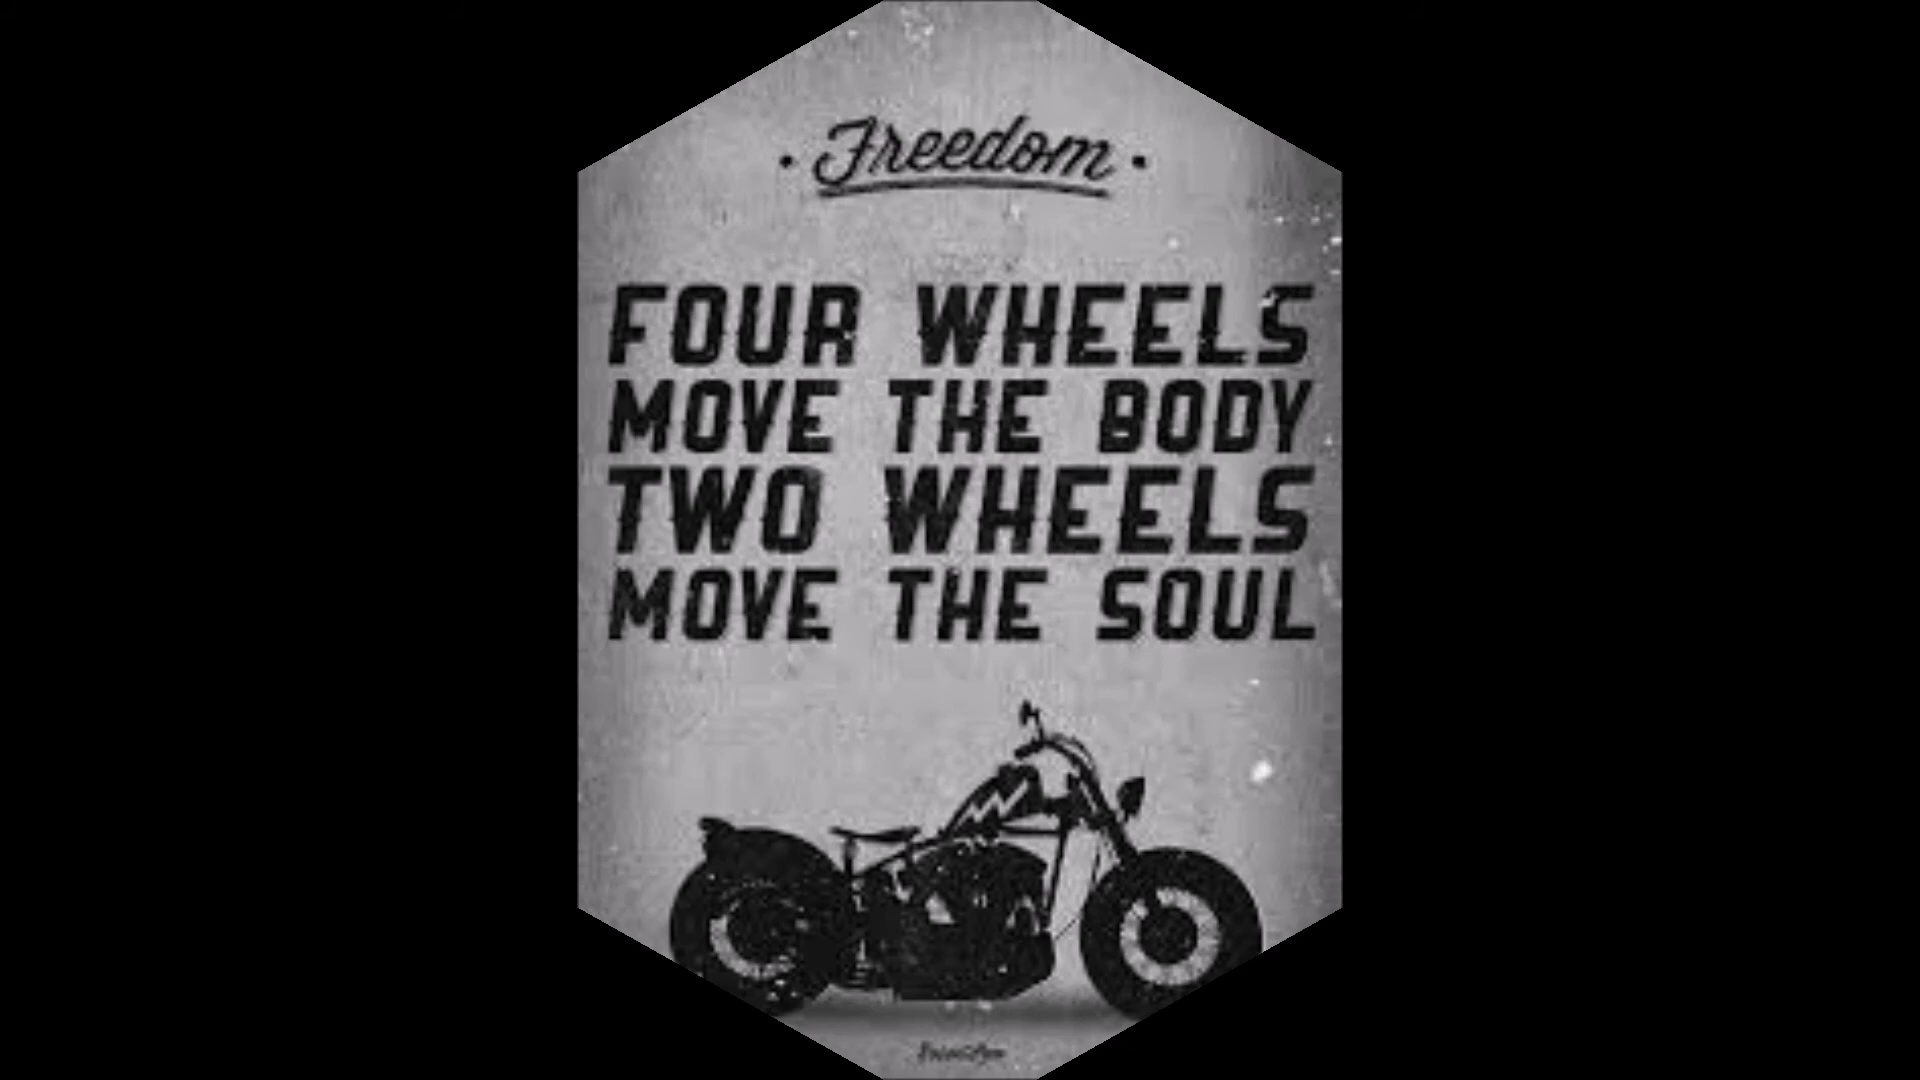 · Freedom ·
FOUR WHEELS
MOVE THE BODY
TWO WHEELS
MOVE THE SOUL